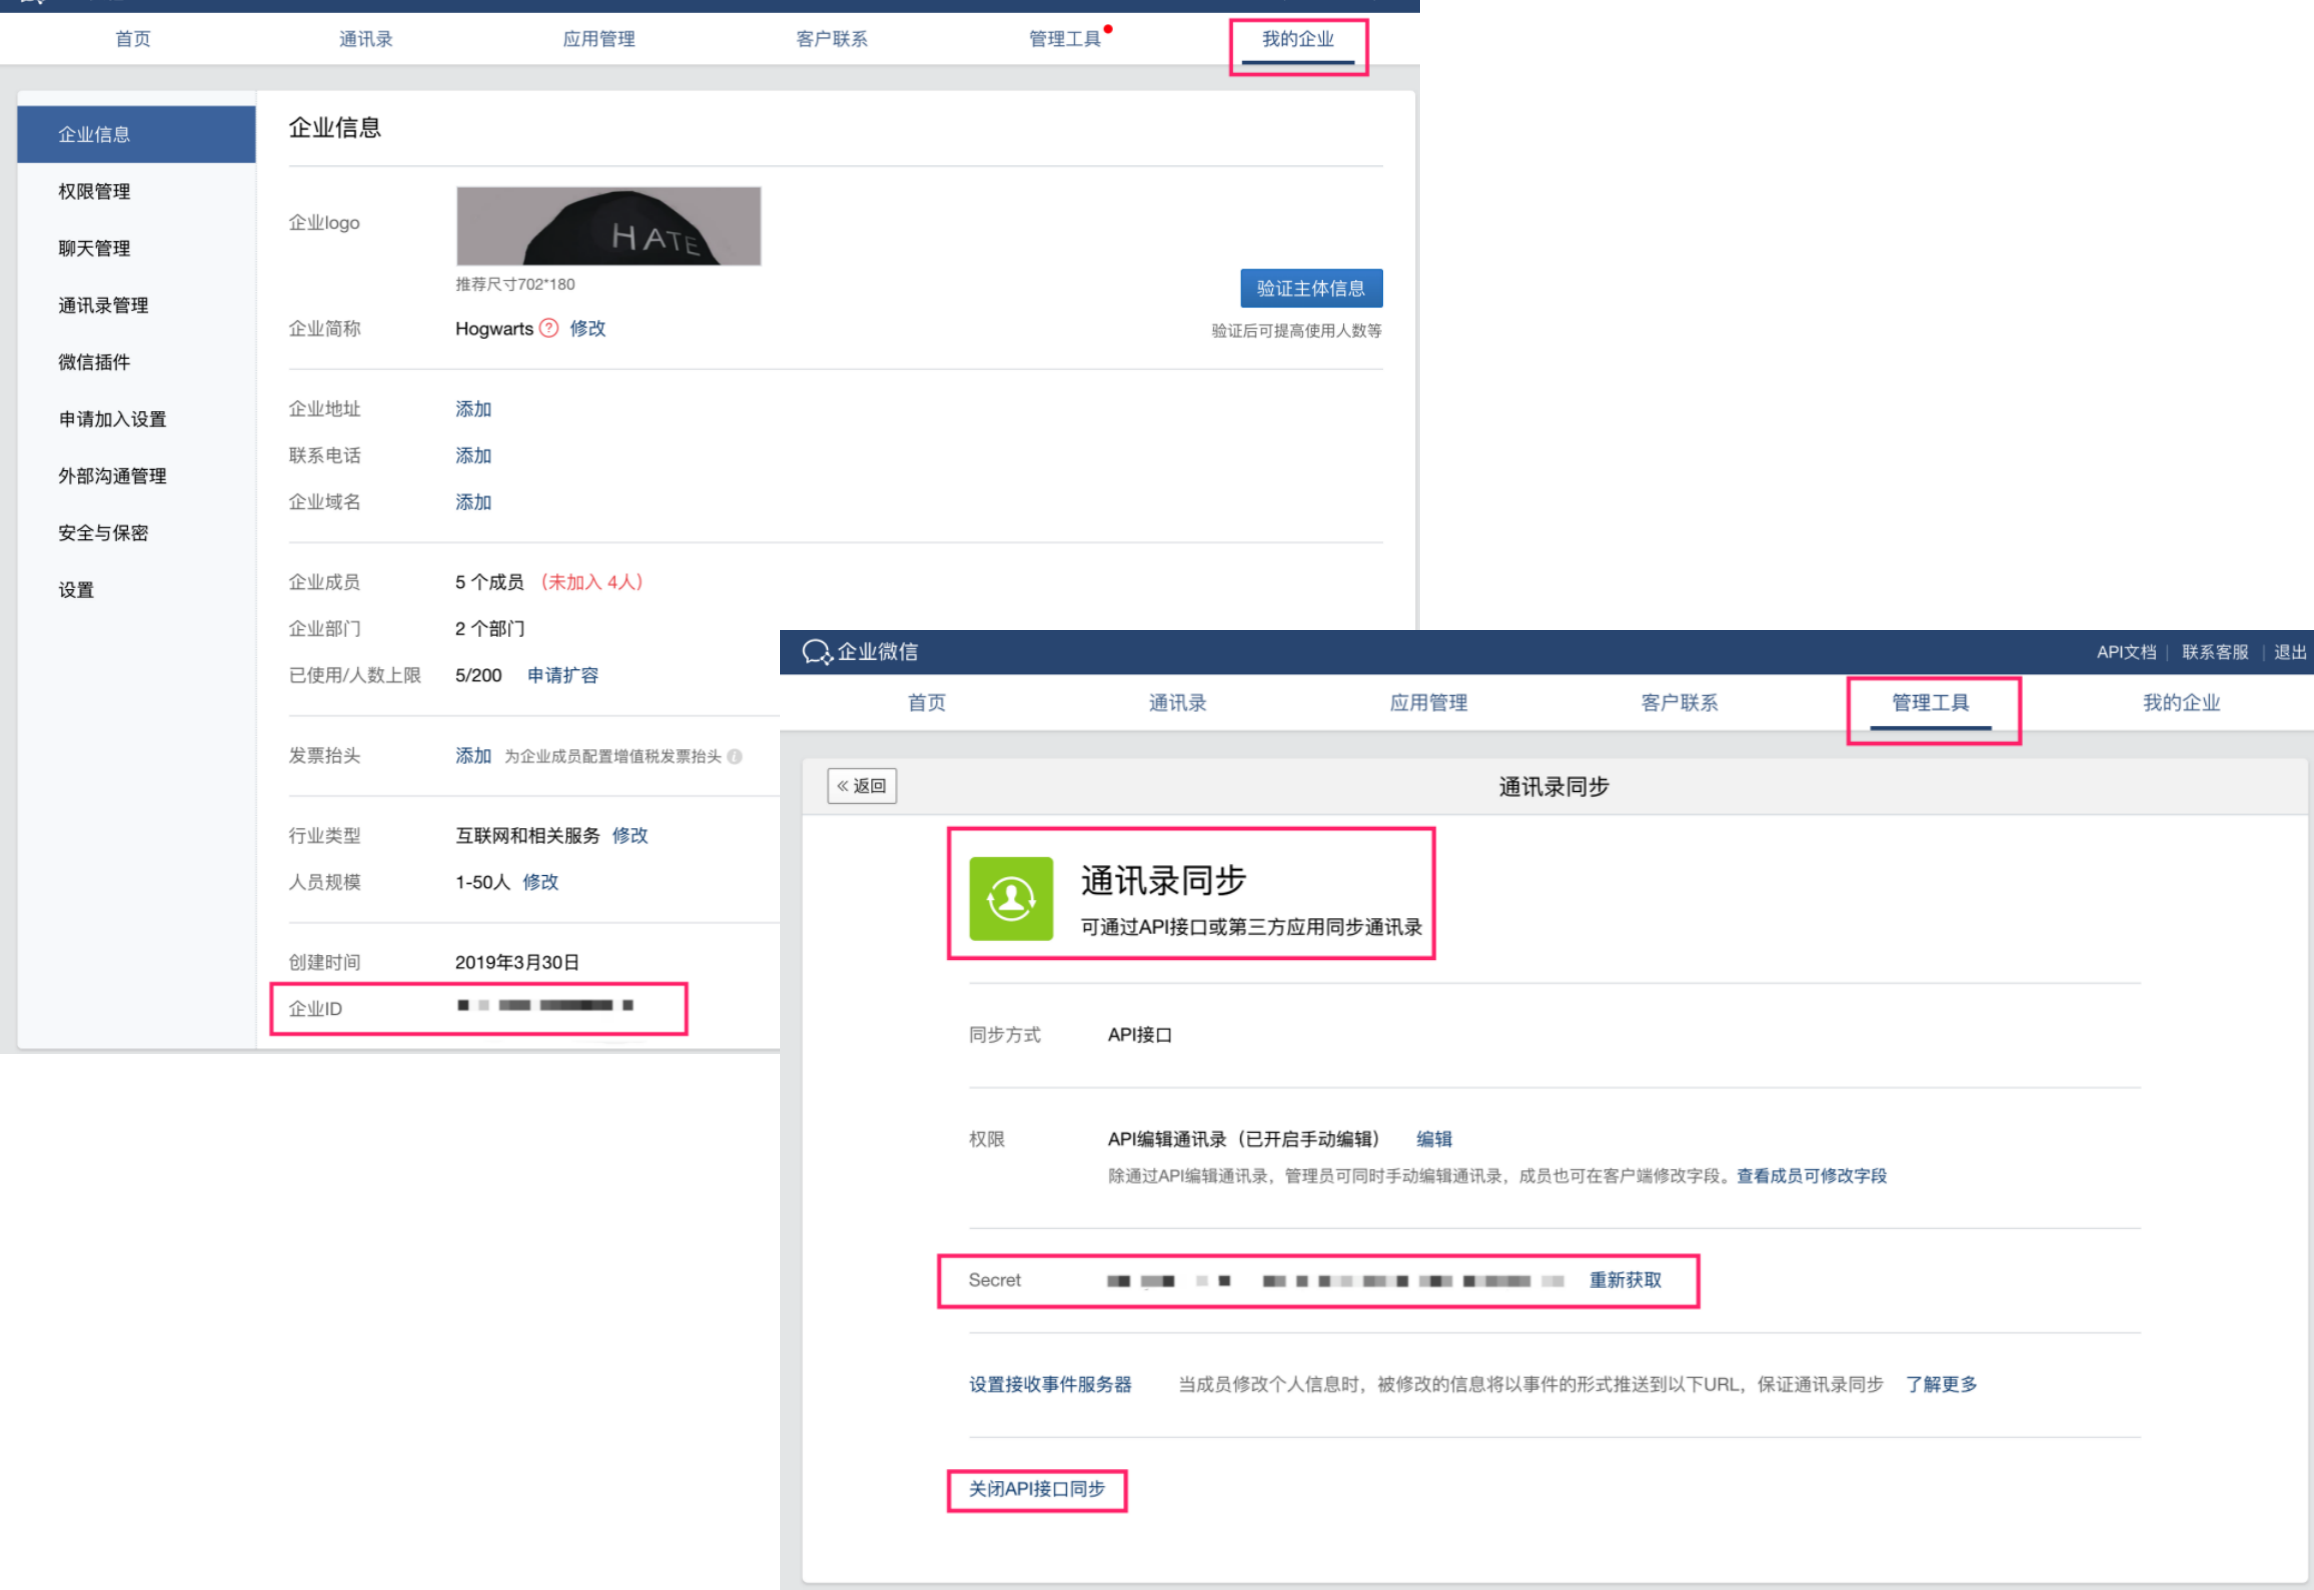 首页 通讯录 应用管理 客户联系 管理工具 我的企业
企业信息
权限管理
聊天管理
通讯录管理
微信插件
申请加入设置
外部沟通管理
安全与保密
设置
企业信息
企业logo
HATE
推荐尺寸702*180
验证主体信息
企业简称 Hogwarts ? 修改
验证后可提高使用人数等
企业地址 添加
联系电话 添加
企业域名 添加
企业成员 5 个成员 （未加入 4人）
企业部门 2 个部门
已使用/人数上限 5/200 申请扩容
发票抬头 添加 为企业成员配置增值税发票抬头
行业类型 互联网和相关服务 修改
人员规模 1-50人 修改
创建时间 2019年3月30日
企业ID
企业微信 API文档 | 联系客服 | 退出
首页 通讯录 应用管理 客户联系 管理工具 我的企业
« 返回 通讯录同步
通讯录同步
可通过API接口或第三方应用同步通讯录
同步方式 API接口
权限 API编辑通讯录（已开启手动编辑） 编辑
除通过API编辑通讯录，管理员可同时手动编辑通讯录，成员也可在客户端修改字段。查看成员可修改字段
Secret 重新获取
设置接收事件服务器 当成员修改个人信息时，被修改的信息将以事件的形式推送到以下URL，保证通讯录同步 了解更多
关闭API接口同步